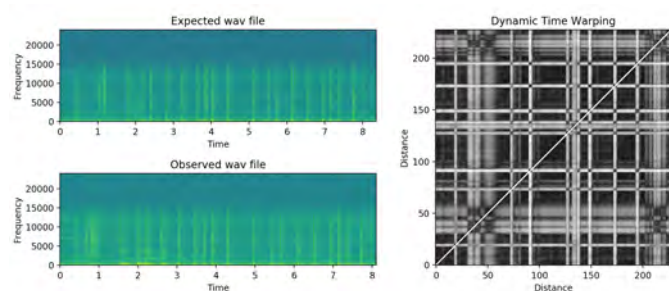 Expected wav file
Frequency
20000
15000
10000
5000
0
0 1 2 3 4 5 6 7 8
Time
Observed wav file
Frequency
20000
15000
10000
5000
0
0 1 2 3 4 5 6 7 8
Time
Dynamic Time Warping
Distance
200
150
100
50
0
0 50 100 150 200
Distance